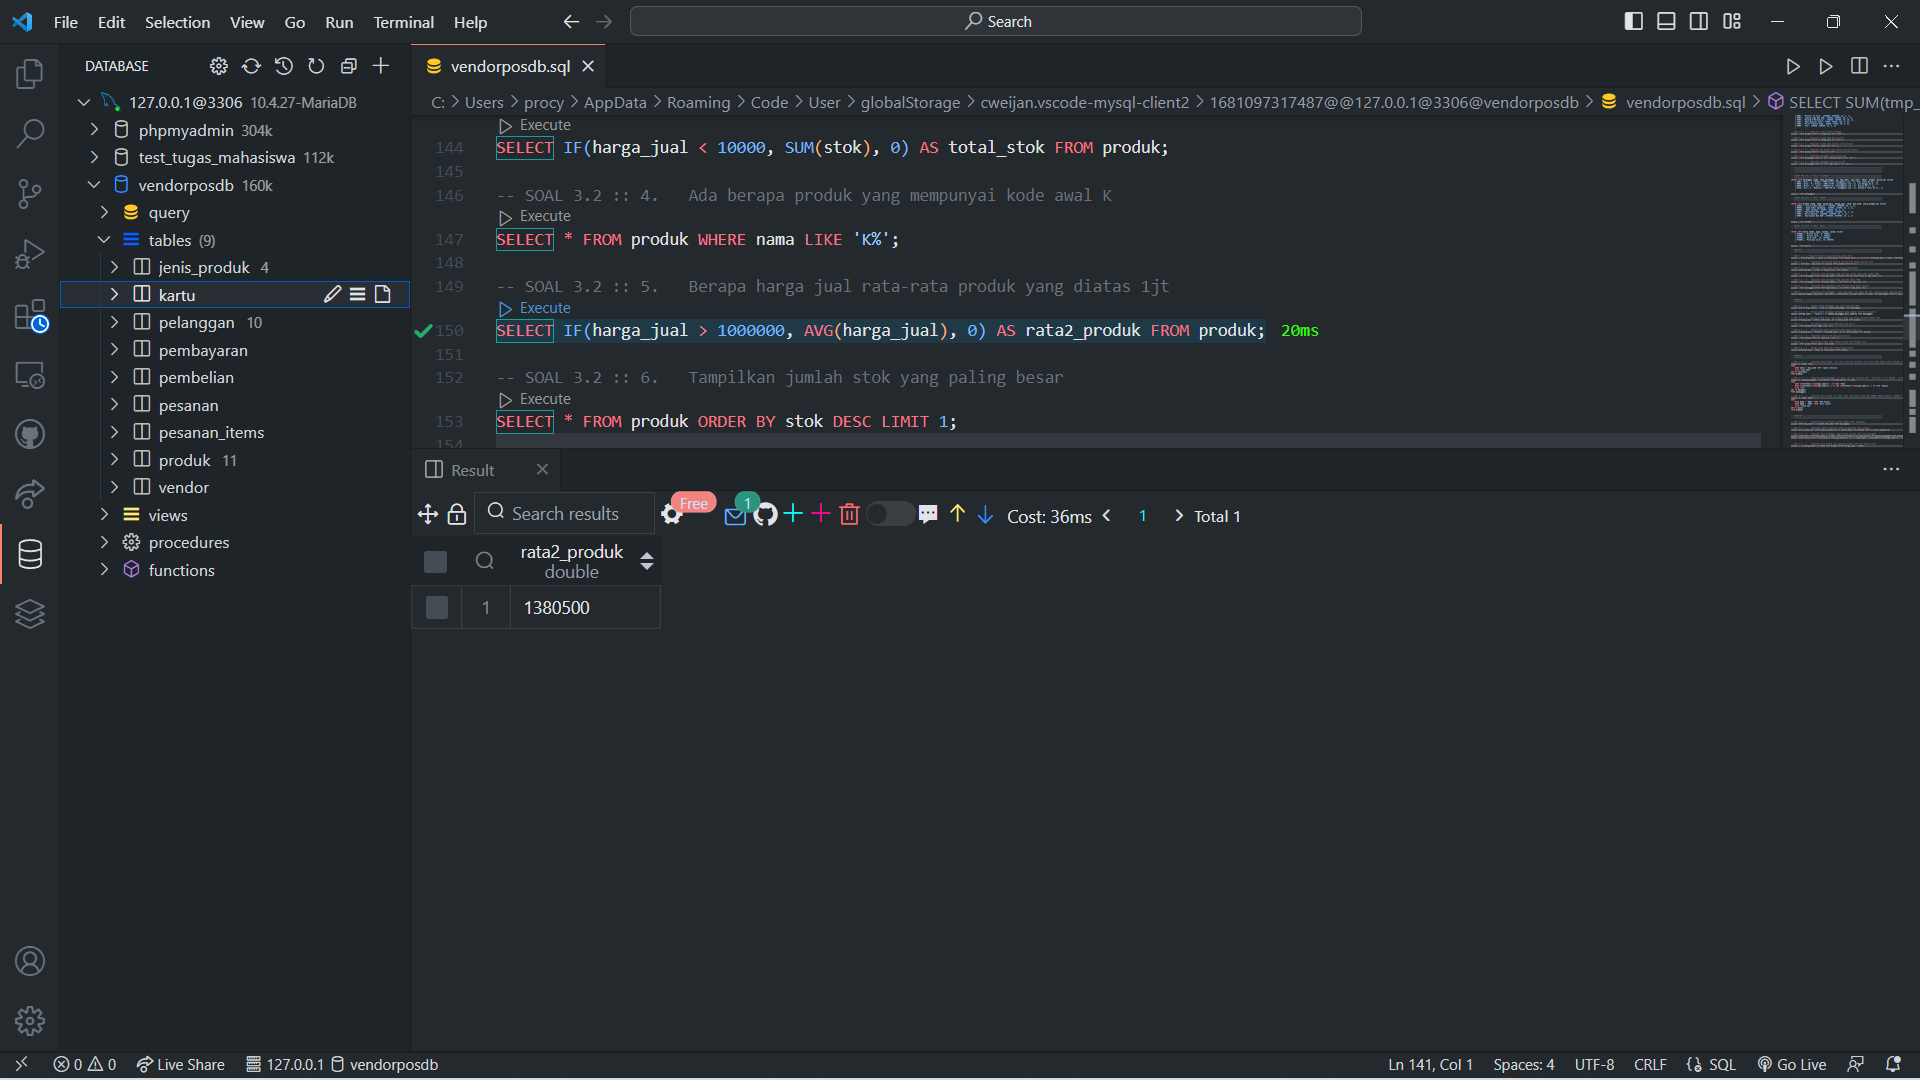 File Edit Selection View Go Run Terminal Help
Search
DATABASE
127.0.0.1@3306 10.4.27-MariaDB
phpmyadmin 304k
test_tugas_mahasiswa 112k
vendorposdb 160k
query
tables (9)
jenis_produk 4
kartu
pelanggan 10
pembayaran
pembelian
pesanan
pesanan_items
produk 11
vendor
views
procedures
functions
vendorposdb.sql
C: > Users > procy > AppData > Roaming > Code > User > globalStorage > cweijan.vscode-mysql-client2 > 1681097317487@@127.0.0.1@3306@vendorposdb > vendorposdb.sql > SELECT SUM(tmp_
Execute
144 SELECT IF(harga_jual < 10000, SUM(stok), 0) AS total_stok FROM produk;
145
146 -- SOAL 3.2 :: 4. Ada berapa produk yang mempunyai kode awal K
Execute
147 SELECT * FROM produk WHERE nama LIKE 'K%';
148
149 -- SOAL 3.2 :: 5. Berapa harga jual rata-rata produk yang diatas 1jt
Execute
150 SELECT IF(harga_jual > 1000000, AVG(harga_jual), 0) AS rata2_produk FROM produk; 20ms
151
152 -- SOAL 3.2 :: 6. Tampilkan jumlah stok yang paling besar
Execute
153 SELECT * FROM produk ORDER BY stok DESC LIMIT 1;
154
Result
Search results Free 1 Cost: 36ms < 1 > Total 1
rata2_produk
double
1 1380500
0 0 Live Share 127.0.0.1 vendorposdb Ln 141, Col 1 Spaces: 4 UTF-8 CRLF SQL Go Live